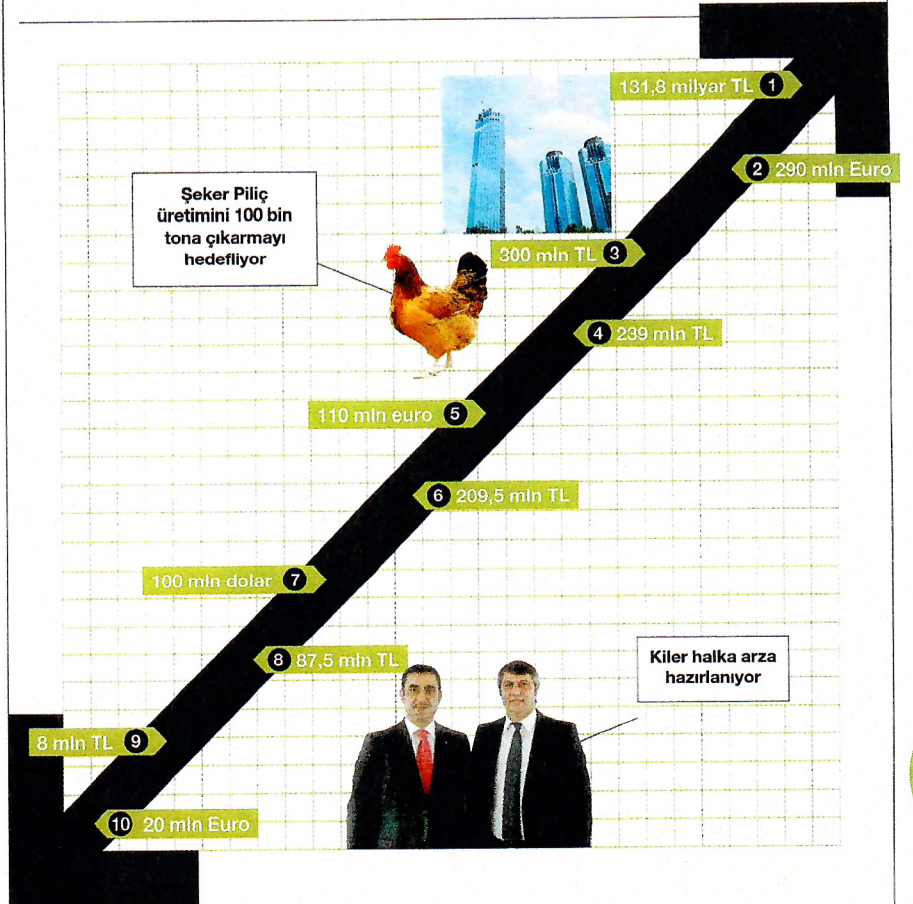 131,8 milyar TL 1
2 290 mln Euro
Şeker Piliç
üretimini 100 bin
tona çıkarmayı
hedefliyor
300 mln TL 3
4 239 mln TL
110 mln euro 5
6 209,5 mln TL
100 mln dolar 7
8 87,5 mln TL
Kiler halka arza
hazırlanıyor
8 mln TL 9
10 20 mln Euro